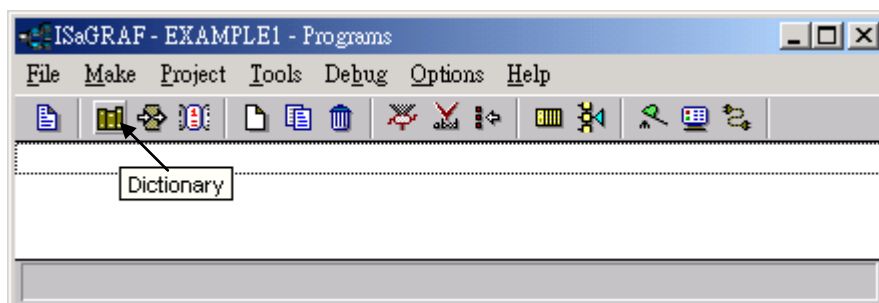 ISaGRAF - EXAMPLE1 - Programs
File Make Project Tools Debug Options Help
Dictionary